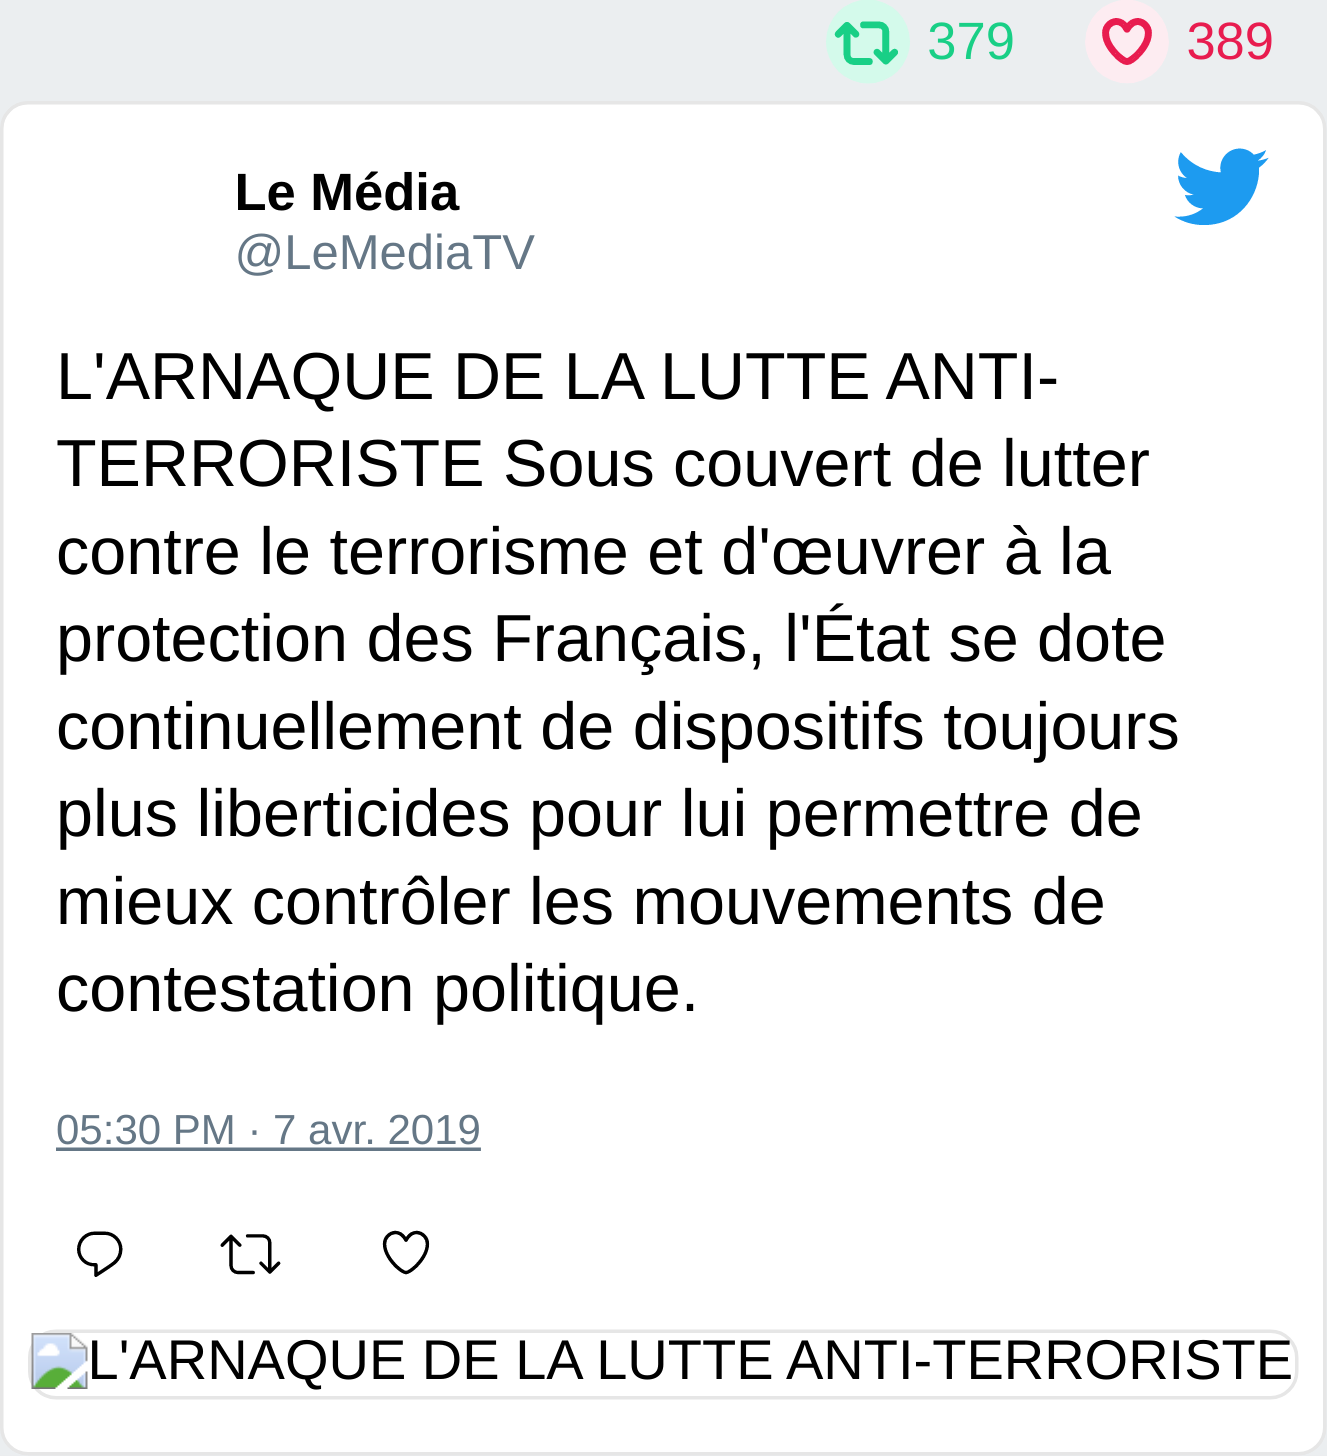 379 389
Le Média
@LeMediaTV
L'ARNAQUE DE LA LUTTE ANTI-
TERRORISTE Sous couvert de lutter
contre le terrorisme et d'œuvrer à la
protection des Français, l'État se dote
continuellement de dispositifs toujours
plus liberticides pour lui permettre de
mieux contrôler les mouvements de
contestation politique.
05:30 PM · 7 avr. 2019
L'ARNAQUE DE LA LUTTE ANTI-TERRORISTE